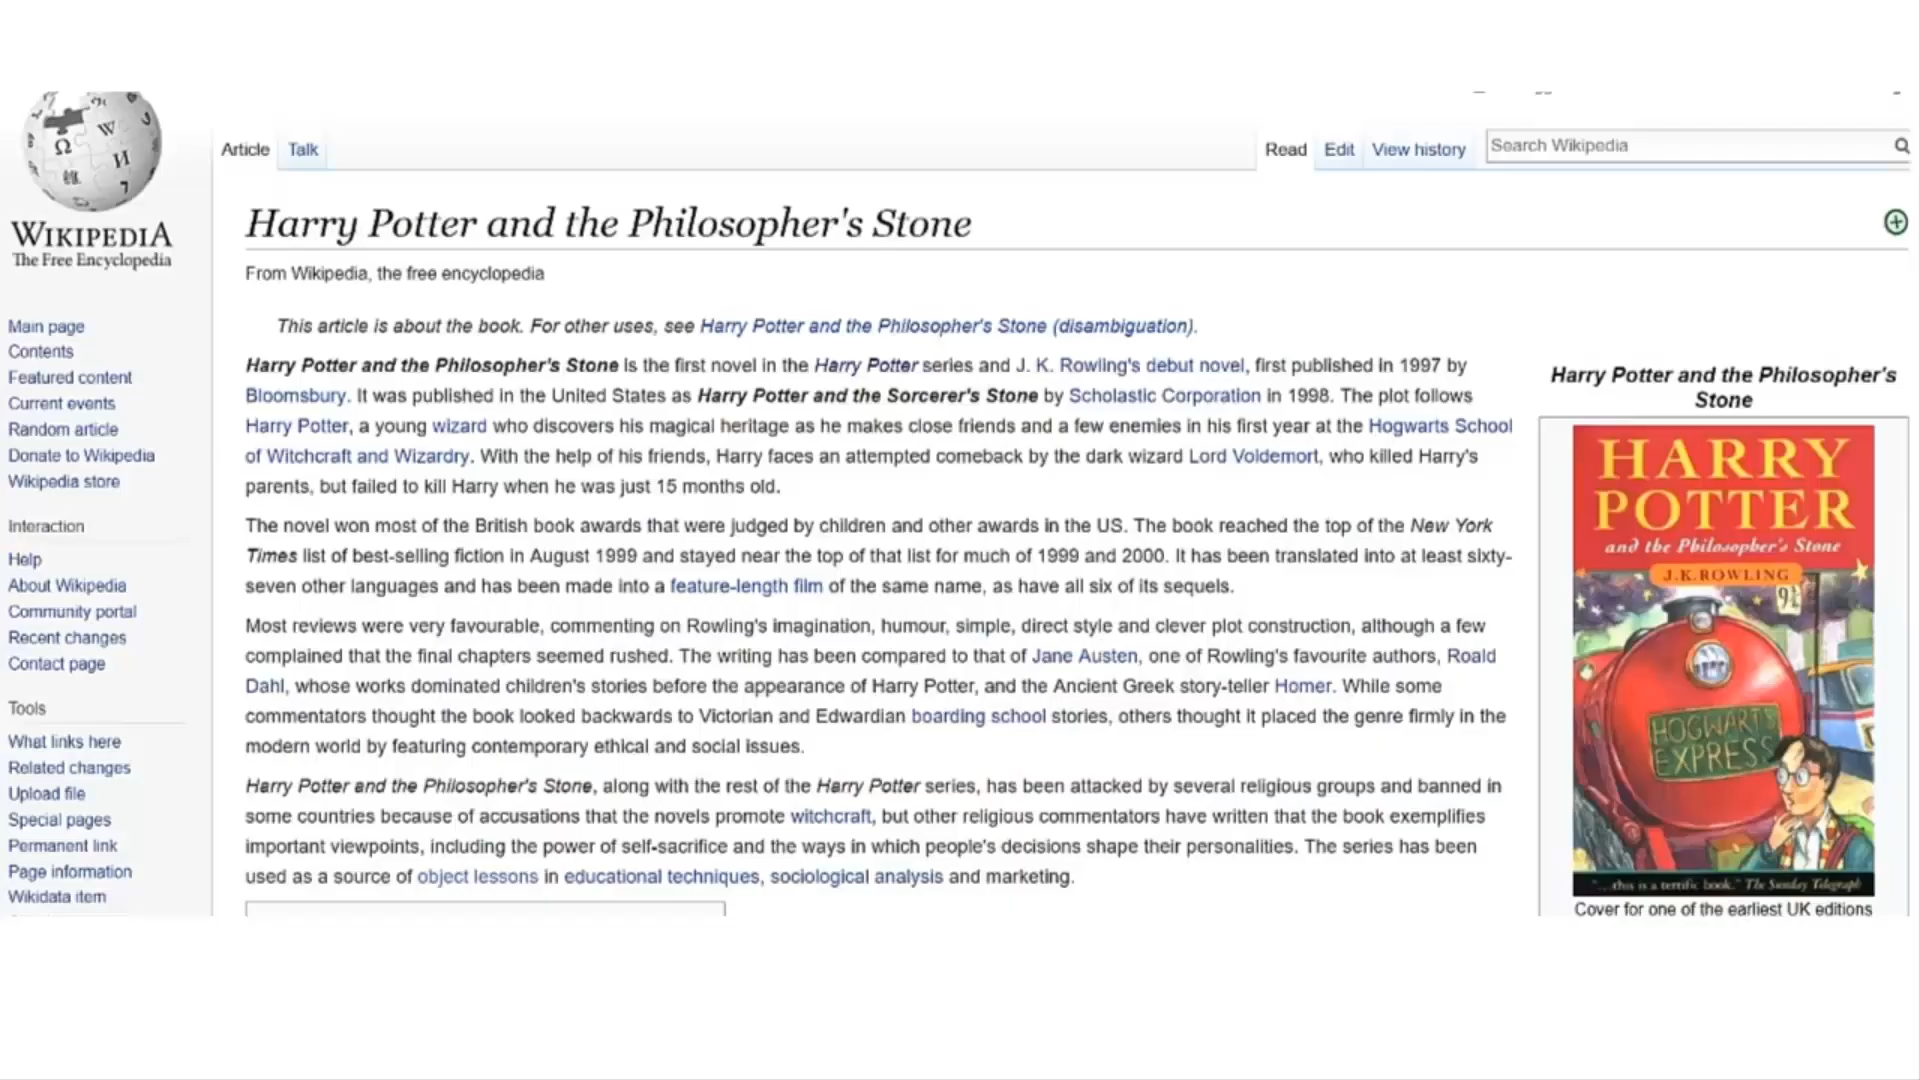 WIKIPEDIA
The Free Encyclopedia
Main page
Contents
Featured content
Current events
Random article
Donate to Wikipedia
Wikipedia store
Interaction
Help
About Wikipedia
Community portal
Recent changes
Contact page
Tools
What links here
Related changes
Upload file
Special pages
Permanent link
Page information
Wikidata item
Article Talk
Read Edit View history Search Wikipedia
Harry Potter and the Philosopher's Stone
From Wikipedia, the free encyclopedia
This article is about the book. For other uses, see Harry Potter and the Philosopher's Stone (disambiguation).
Harry Potter and the Philosopher's Stone is the first novel in the Harry Potter series and J. K. Rowling's debut novel, first published in 1997 by
Bloomsbury. It was published in the United States as Harry Potter and the Sorcerer's Stone by Scholastic Corporation in 1998. The plot follows
Harry Potter, a young wizard who discovers his magical heritage as he makes close friends and a few enemies in his first year at the Hogwarts School
of Witchcraft and Wizardry. With the help of his friends, Harry faces an attempted comeback by the dark wizard Lord Voldemort, who killed Harry's
parents, but failed to kill Harry when he was just 15 months old.
The novel won most of the British book awards that were judged by children and other awards in the US. The book reached the top of the New York
Times list of best-selling fiction in August 1999 and stayed near the top of that list for much of 1999 and 2000. It has been translated into at least sixty-
seven other languages and has been made into a feature-length film of the same name, as have all six of its sequels.
Most reviews were very favourable, commenting on Rowling's imagination, humour, simple, direct style and clever plot construction, although a few
complained that the final chapters seemed rushed. The writing has been compared to that of Jane Austen, one of Rowling's favourite authors, Roald
Dahl, whose works dominated children's stories before the appearance of Harry Potter, and the Ancient Greek story-teller Homer. While some
commentators thought the book looked backwards to Victorian and Edwardian boarding school stories, others thought it placed the genre firmly in the
modern world by featuring contemporary ethical and social issues.
Harry Potter and the Philosopher's Stone, along with the rest of the Harry Potter series, has been attacked by several religious groups and banned in
some countries because of accusations that the novels promote witchcraft, but other religious commentators have written that the book exemplifies
important viewpoints, including the power of self-sacrifice and the ways in which people's decisions shape their personalities. The series has been
used as a source of object lessons in educational techniques, sociological analysis and marketing.
Harry Potter and the Philosopher's
Stone
HARRY
POTTER
and the Philosopher's Stone
J.K.ROWLING
9¾
HOGWARTS
EXPRESS
"...this is a terrific book." The Sunday Telegraph
Cover for one of the earliest UK editions